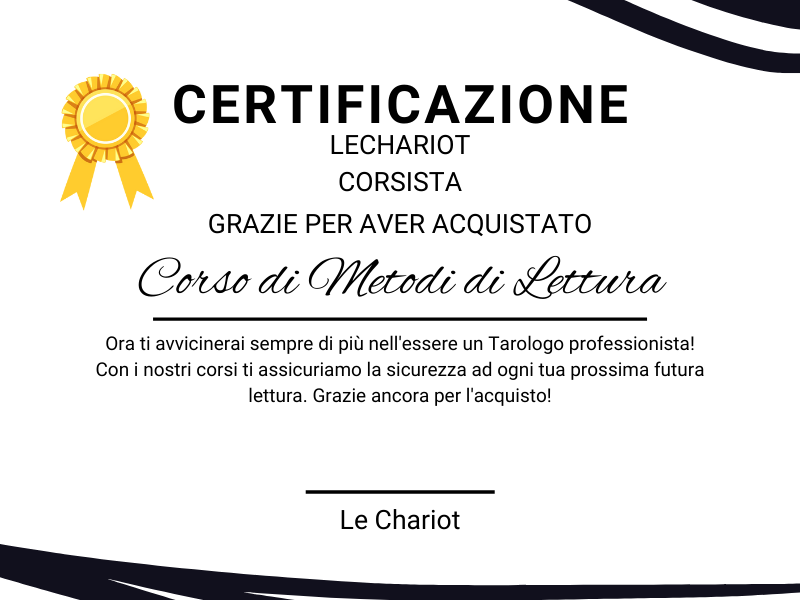 CERTIFICAZIONE
LECHARIOT
CORSISTA
GRAZIE PER AVER ACQUISTATO
Corso di Metodi di Lettura
Ora ti avvicinerai sempre di più nell'essere un Tarologo professionista!
Con i nostri corsi ti assicuriamo la sicurezza ad ogni tua prossima futura
lettura. Grazie ancora per l'acquisto!
Le Chariot